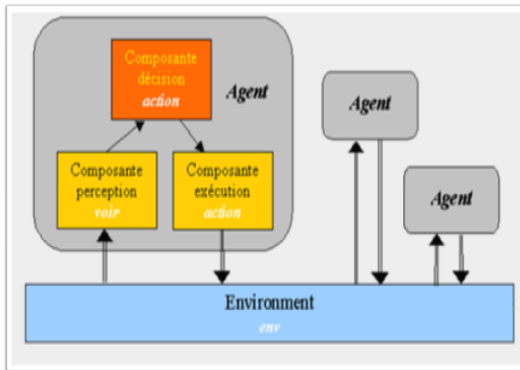 Composante
décision
action
Agent
Composante
perception
voir
Composante
exécution
action
Agent
Agent
Environment
env